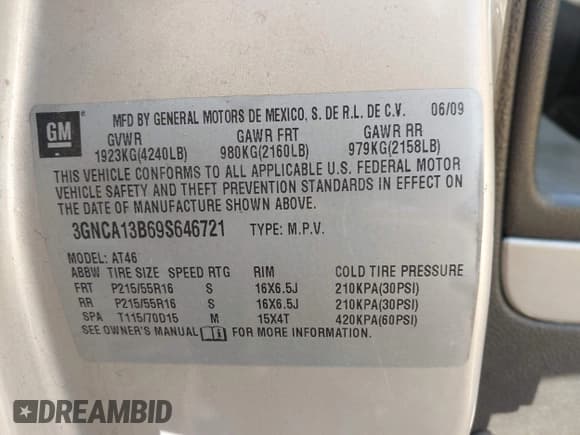 GM
MFD BY GENERAL MOTORS DE MEXICO, S. DE R.L. DE C.V. 06/09
GVWR GAWR FRT GAWR RR
1923KG(4240LB) 980KG(2160LB) 979KG(2158LB)
THIS VEHICLE CONFORMS TO ALL APPLICABLE U.S. FEDERAL MOTOR
VEHICLE SAFETY AND THEFT PREVENTION STANDARDS IN EFFECT ON
THE DATE OF MANUFACTURE SHOWN ABOVE.
3GNCA13B69S646721 TYPE: M.P.V.
MODEL: AT46
ABBW TIRE SIZE SPEED RTG RIM COLD TIRE PRESSURE
FRT P215/55R16 S 16X6.5J 210KPA(30PSI)
RR P215/55R16 S 16X6.5J 210KPA(30PSI)
SPA T115/70D15 M 15X4T 420KPA(60PSI)
SEE OWNER'S MANUAL FOR MORE INFORMATION.
DREAMBID